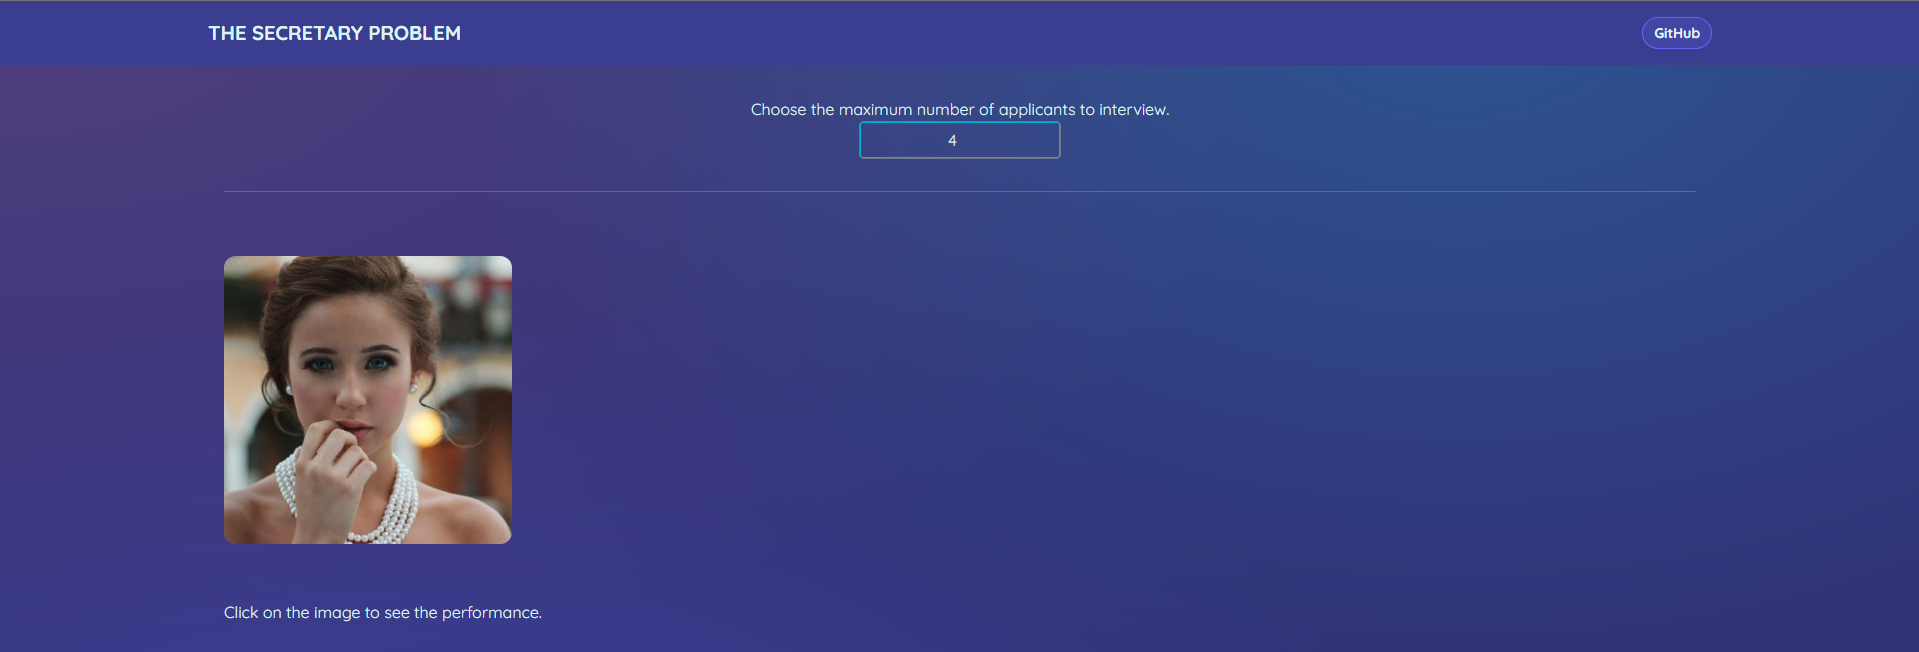 THE SECRETARY PROBLEM
GitHub
Choose the maximum number of applicants to interview.
4
Click on the image to see the performance.